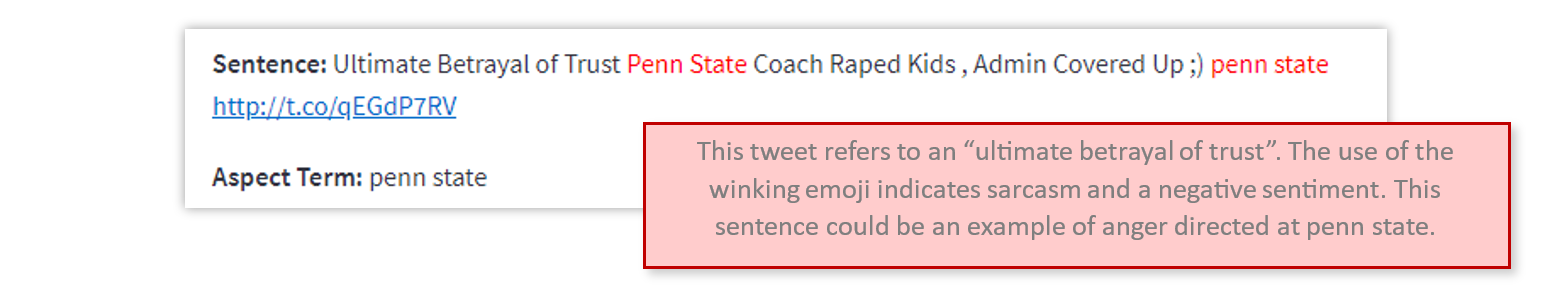 Sentence: Ultimate Betrayal of Trust Penn State Coach Raped Kids , Admin Covered Up ;) penn state
http://t.co/qEGdP7RV
Aspect Term: penn state
This tweet refers to an “ultimate betrayal of trust”. The use of the
winking emoji indicates sarcasm and a negative sentiment. This
sentence could be an example of anger directed at penn state.